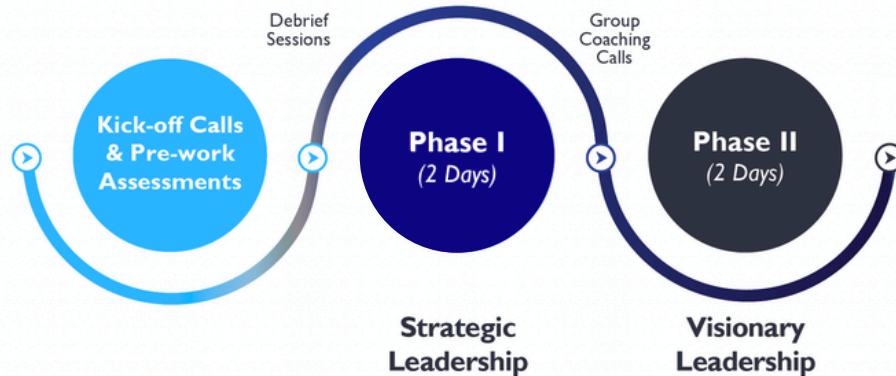 Debrief
Sessions
Group
Coaching
Calls
Kick-off Calls
& Pre-work
Assessments
Phase I
(2 Days)
Phase II
(2 Days)
Strategic
Leadership
Visionary
Leadership